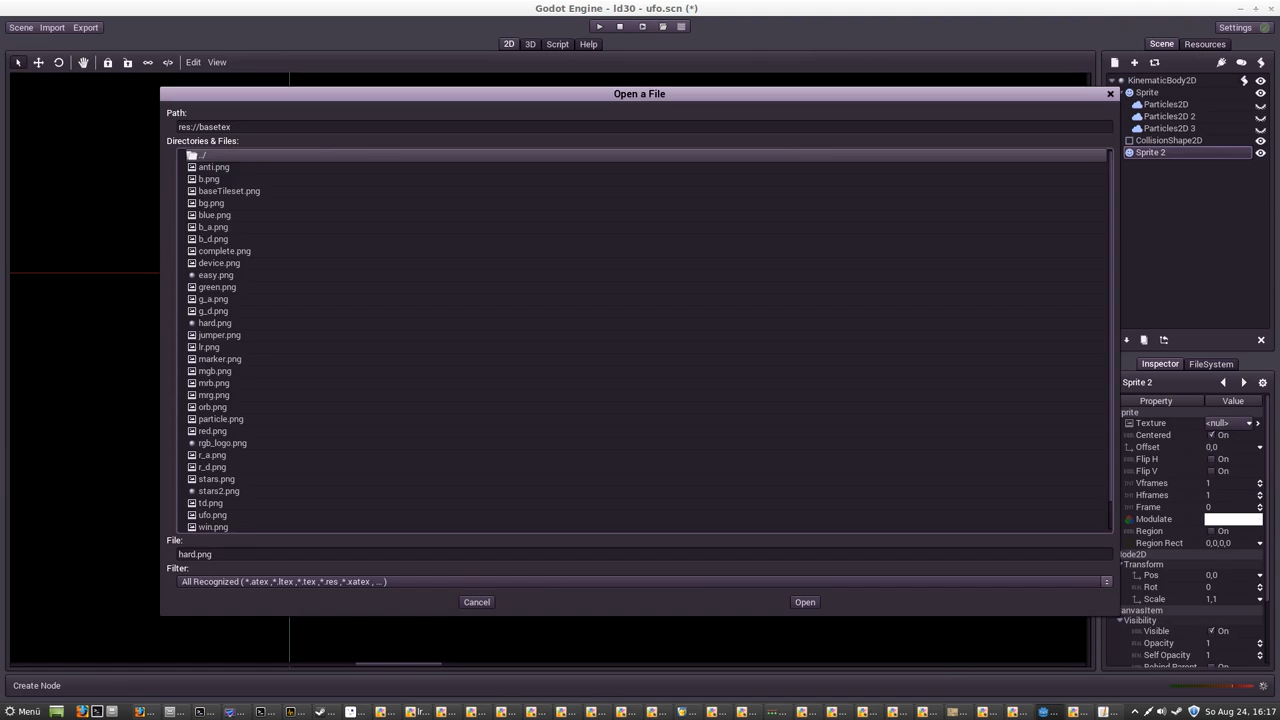 Godot Engine - ld30 - ufo.scn (*)
Scene Import Export
Settings
2D 3D Script Help
Scene Resources
Edit View
KinematicBody2D
Sprite
Particles2D
Particles2D 2
Particles2D 3
CollisionShape2D
Sprite 2
Open a File
Path:
res://basetex
Directories & Files:
../
anti.png
b.png
baseTileset.png
bg.png
blue.png
b_a.png
b_d.png
complete.png
device.png
easy.png
green.png
g_a.png
g_d.png
hard.png
jumper.png
lr.png
marker.png
mgb.png
mrb.png
mrg.png
orb.png
particle.png
red.png
rgb_logo.png
r_a.png
r_d.png
stars.png
stars2.png
td.png
ufo.png
win.png
File:
hard.png
Filter:
All Recognized ( *.atex ,*.ltex ,*.tex ,*.res ,*.xatex , ... )
Cancel Open
Inspector FileSystem
Sprite 2
Property Value
prite
Texture <null>
Centered On
Offset 0,0
Flip H On
Flip V On
Vframes 1
Hframes 1
Frame 0
Modulate
Region On
Region Rect 0,0,0,0
lode2D
Transform
Pos 0,0
Rot 0
Scale 1,1
anvasItem
Visibility
Visible On
Opacity 1
Self Opacity 1
Behind Parent
Create Node
Menü
lr...
So Aug 24, 16:17